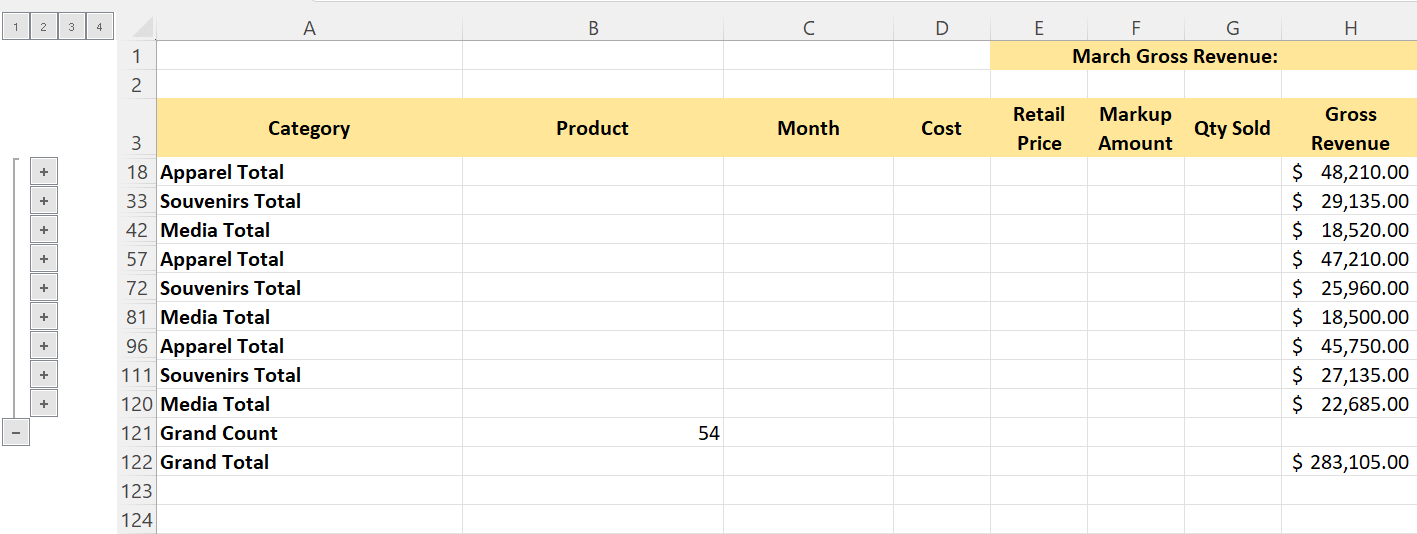 1 2 3 4
A B C D E F G H
1 March Gross Revenue:
2
3 Category Product Month Cost Retail Price Markup Amount Qty Sold Gross Revenue
18 Apparel Total $ 48,210.00
33 Souvenirs Total $ 29,135.00
42 Media Total $ 18,520.00
57 Apparel Total $ 47,210.00
72 Souvenirs Total $ 25,960.00
81 Media Total $ 18,500.00
96 Apparel Total $ 45,750.00
111 Souvenirs Total $ 27,135.00
120 Media Total $ 22,685.00
121 Grand Count 54
122 Grand Total $ 283,105.00
123
124